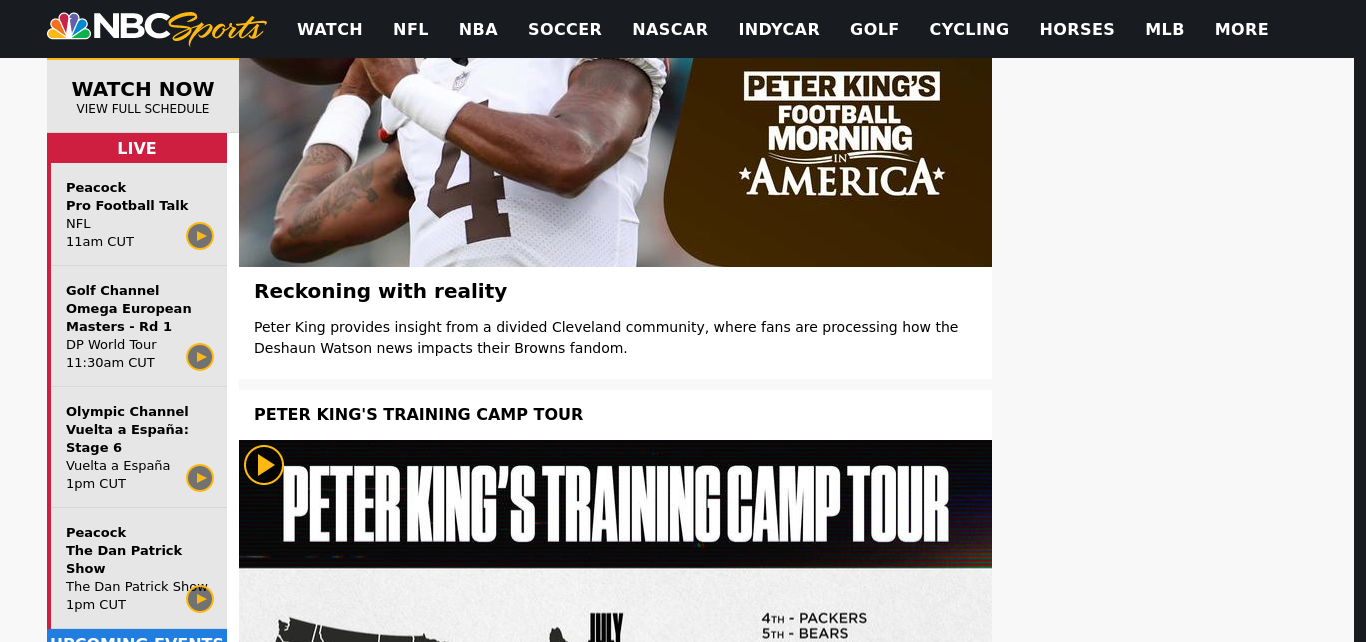 NBC Sports
WATCH NFL NBA SOCCER NASCAR INDYCAR GOLF CYCLING HORSES MLB MORE
WATCH NOW
VIEW FULL SCHEDULE
LIVE
Peacock
Pro Football Talk
NFL
11am CUT
Golf Channel
Omega European
Masters - Rd 1
DP World Tour
11:30am CUT
Olympic Channel
Vuelta a España:
Stage 6
Vuelta a España
1pm CUT
Peacock
The Dan Patrick
Show
The Dan Patrick Show
1pm CUT
UPCOMING EVENTS
4
PETER KING'S
FOOTBALL
MORNING
IN
AMERICA
Reckoning with reality
Peter King provides insight from a divided Cleveland community, where fans are processing how the
Deshaun Watson news impacts their Browns fandom.
PETER KING'S TRAINING CAMP TOUR
PETER KING'S TRAINING CAMP TOUR
JULY
4TH - PACKERS
5TH - BEARS